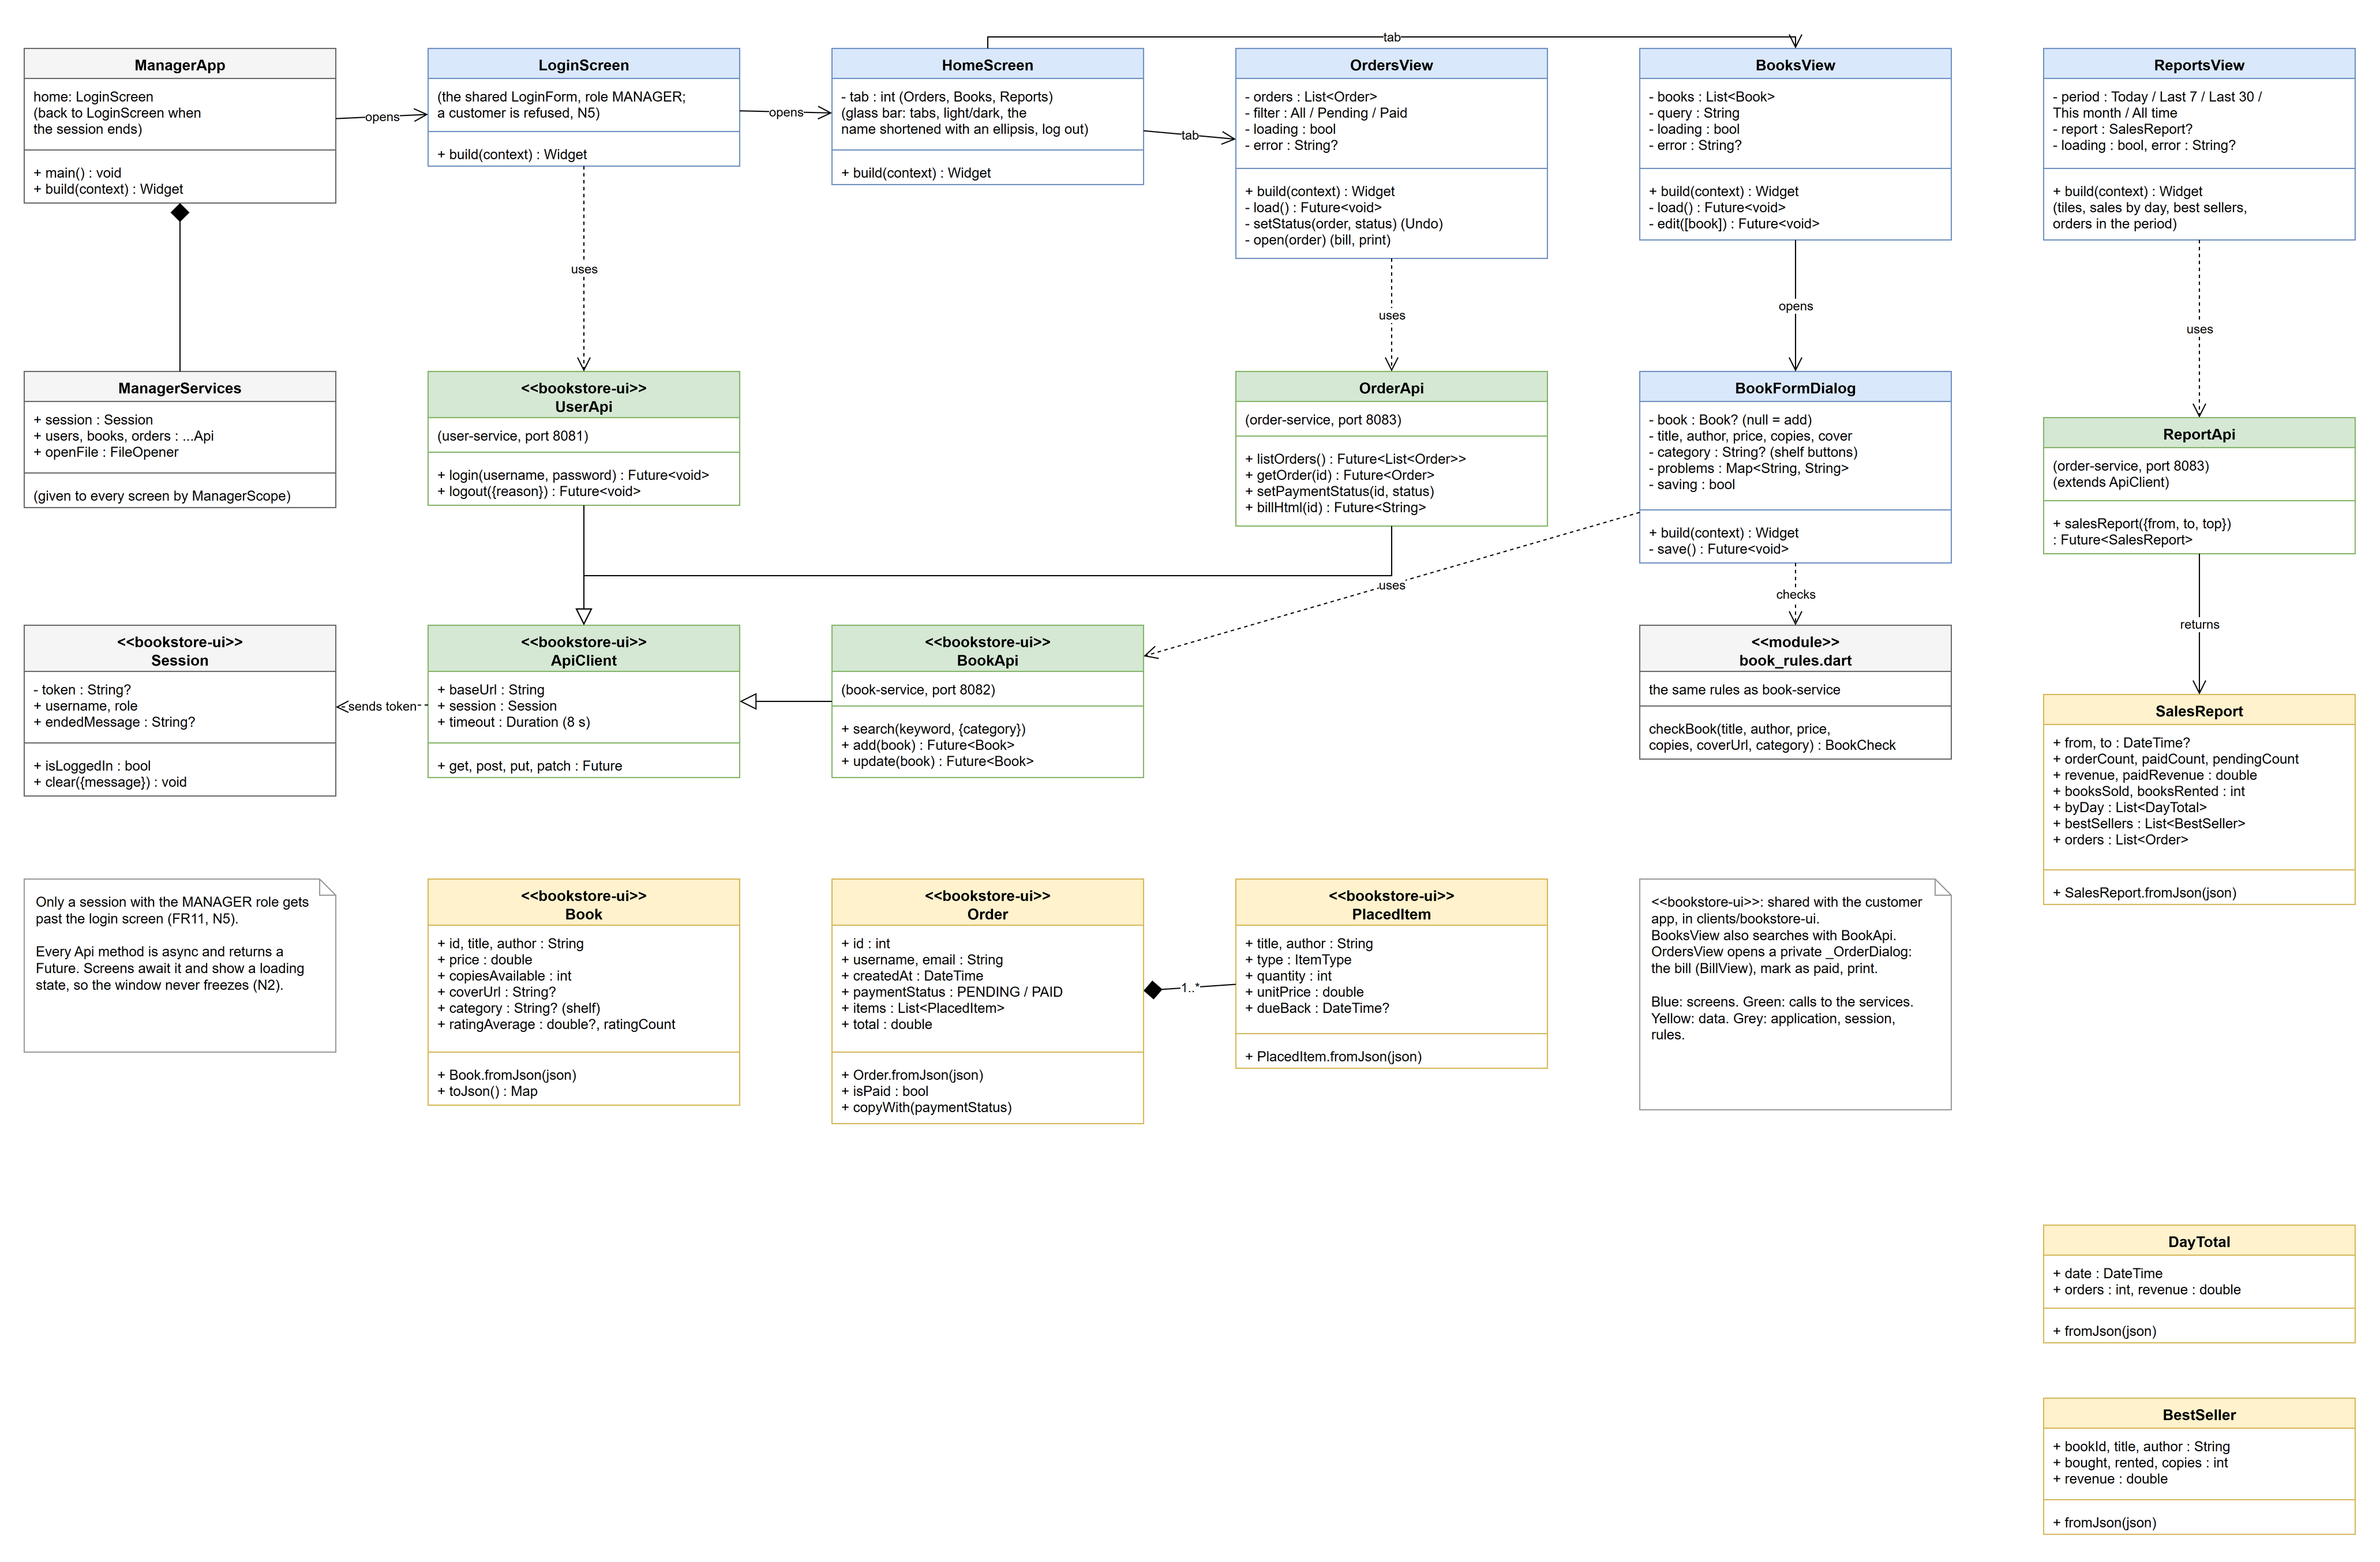 tab
ManagerApp
home: LoginScreen
(back to LoginScreen when
the session ends)
+ main() : void
+ build(context) : Widget
opens
LoginScreen
(the shared LoginForm, role MANAGER;
a customer is refused, N5)
+ build(context) : Widget
opens
HomeScreen
- tab : int (Orders, Books, Reports)
(glass bar: tabs, light/dark, the
name shortened with an ellipsis, log out)
+ build(context) : Widget
tab
OrdersView
- orders : List<Order>
- filter : All / Pending / Paid
- loading : bool
- error : String?
+ build(context) : Widget
- load() : Future<void>
- setStatus(order, status) (Undo)
- open(order) (bill, print)
BooksView
- books : List<Book>
- query : String
- loading : bool
- error : String?
+ build(context) : Widget
- load() : Future<void>
- edit([book]) : Future<void>
ReportsView
- period : Today / Last 7 / Last 30 /
This month / All time
- report : SalesReport?
- loading : bool, error : String?
+ build(context) : Widget
(tiles, sales by day, best sellers,
orders in the period)
uses
uses
opens
uses
ManagerServices
+ session : Session
+ users, books, orders : ...Api
+ openFile : FileOpener
(given to every screen by ManagerScope)
<<bookstore-ui>>
UserApi
(user-service, port 8081)
+ login(username, password) : Future<void>
+ logout({reason}) : Future<void>
OrderApi
(order-service, port 8083)
+ listOrders() : Future<List<Order>>
+ getOrder(id) : Future<Order>
+ setPaymentStatus(id, status)
+ billHtml(id) : Future<String>
BookFormDialog
- book : Book? (null = add)
- title, author, price, copies, cover
- category : String? (shelf buttons)
- problems : Map<String, String>
- saving : bool
+ build(context) : Widget
- save() : Future<void>
ReportApi
(order-service, port 8083)
(extends ApiClient)
+ salesReport({from, to, top})
: Future<SalesReport>
uses
checks
returns
<<bookstore-ui>>
Session
- token : String?
+ username, role
+ endedMessage : String?
+ isLoggedIn : bool
+ clear({message}) : void
sends token
<<bookstore-ui>>
ApiClient
+ baseUrl : String
+ session : Session
+ timeout : Duration (8 s)
+ get, post, put, patch : Future
<<bookstore-ui>>
BookApi
(book-service, port 8082)
+ search(keyword, {category})
+ add(book) : Future<Book>
+ update(book) : Future<Book>
<<module>>
book_rules.dart
the same rules as book-service
checkBook(title, author, price,
copies, coverUrl, category) : BookCheck
SalesReport
+ from, to : DateTime?
+ orderCount, paidCount, pendingCount
+ revenue, paidRevenue : double
+ booksSold, booksRented : int
+ byDay : List<DayTotal>
+ bestSellers : List<BestSeller>
+ orders : List<Order>
+ SalesReport.fromJson(json)
Only a session with the MANAGER role gets
past the login screen (FR11, N5).
Every Api method is async and returns a
Future. Screens await it and show a loading
state, so the window never freezes (N2).
<<bookstore-ui>>
Book
+ id, title, author : String
+ price : double
+ copiesAvailable : int
+ coverUrl : String?
+ category : String? (shelf)
+ ratingAverage : double?, ratingCount
+ Book.fromJson(json)
+ toJson() : Map
<<bookstore-ui>>
Order
+ id : int
+ username, email : String
+ createdAt : DateTime
+ paymentStatus : PENDING / PAID
+ items : List<PlacedItem>
+ total : double
+ Order.fromJson(json)
+ isPaid : bool
+ copyWith(paymentStatus)
1..*
<<bookstore-ui>>
PlacedItem
+ title, author : String
+ type : ItemType
+ quantity : int
+ unitPrice : double
+ dueBack : DateTime?
+ PlacedItem.fromJson(json)
<<bookstore-ui>>: shared with the customer
app, in clients/bookstore-ui.
BooksView also searches with BookApi.
OrdersView opens a private _OrderDialog:
the bill (BillView), mark as paid, print.
Blue: screens. Green: calls to the services.
Yellow: data. Grey: application, session,
rules.
DayTotal
+ date : DateTime
+ orders : int, revenue : double
+ fromJson(json)
BestSeller
+ bookId, title, author : String
+ bought, rented, copies : int
+ revenue : double
+ fromJson(json)